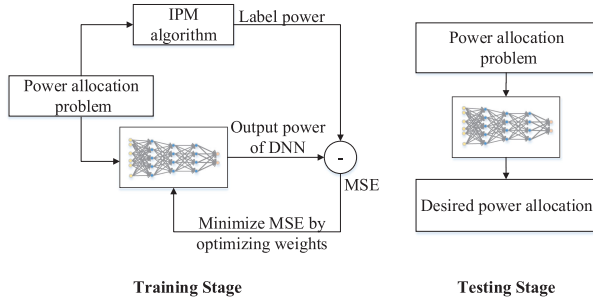 IPM
algorithm
Label power
Power allocation
problem
Output power
of DNN
-
MSE
Minimize MSE by
optimizing weights
Training Stage
Power allocation
problem
Desired power allocation
Testing Stage